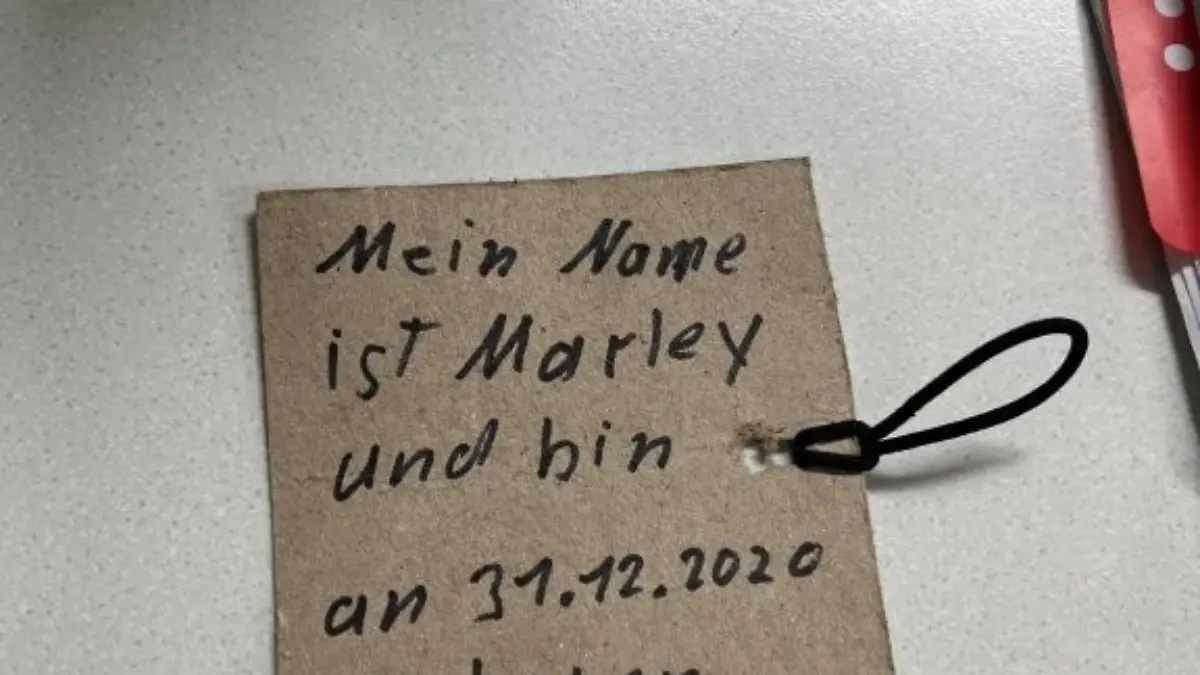 Mein Name
ist Marley
und bin
an 31.12.2020